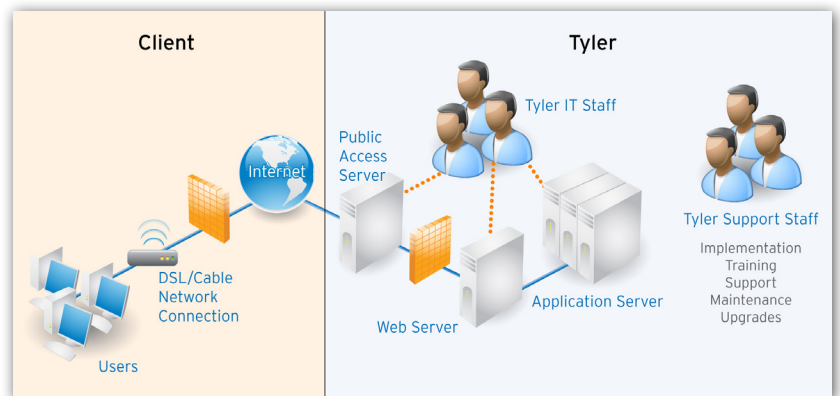 Client
Tyler
Tyler IT Staff
Public
Access
Server
Internet
Tyler Support Staff
Implementation
Training
Support
Maintenance
Upgrades
DSL/Cable
Network
Connection
Application Server
Web Server
Users